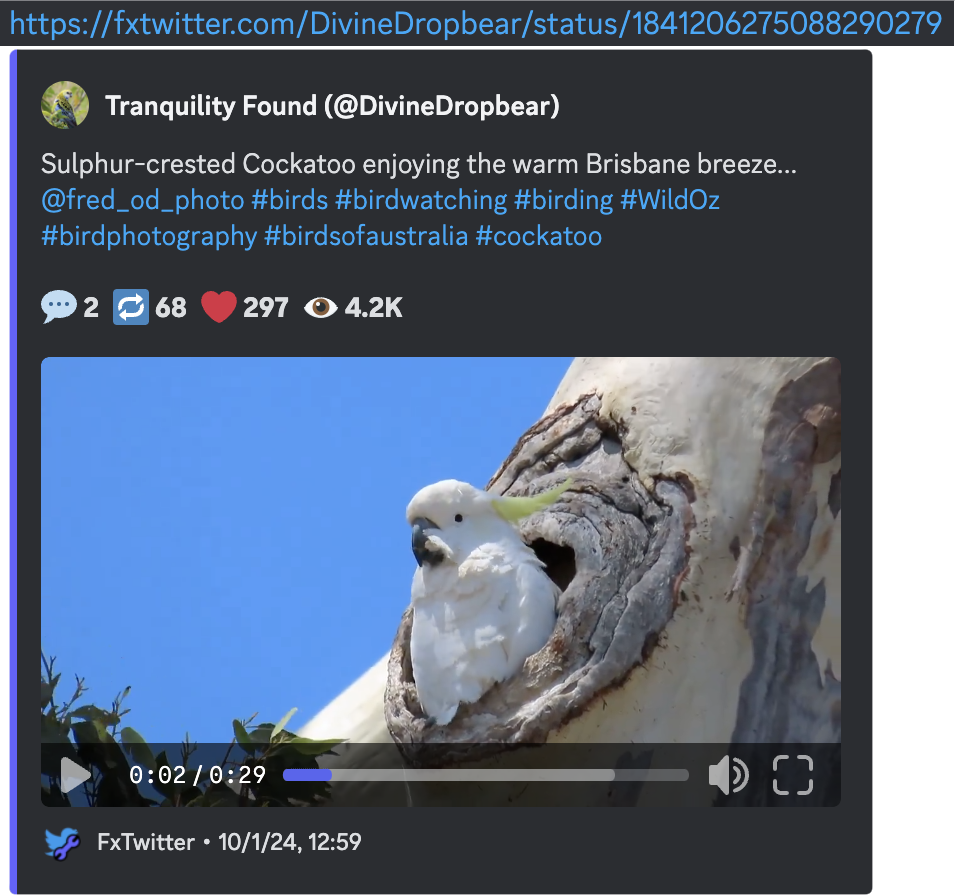 https://fxtwitter.com/DivineDropbear/status/1841206275088290279
Tranquility Found (@DivineDropbear)
Sulphur-crested Cockatoo enjoying the warm Brisbane breeze...
@fred_od_photo #birds #birdwatching #birding #WildOz
#birdphotography #birdsofaustralia #cockatoo
💬 2 🔁 68 ❤️ 297 👁️ 4.2K
0:02 / 0:29
FxTwitter • 10/1/24, 12:59